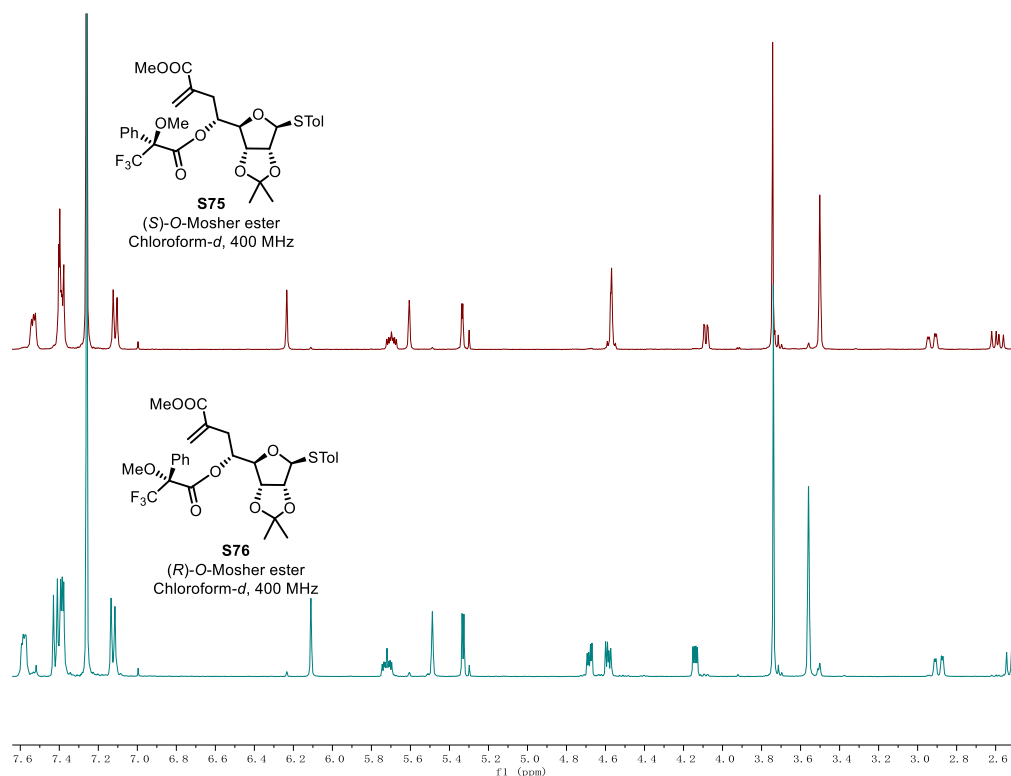 MeOOC
O
STol
Ph
OMe
O
F3C
O
O
O
S75
(S)-O-Mosher ester
Chloroform-d, 400 MHz
MeOOC
O
STol
Ph
MeO
O
F3C
O
O
O
S76
(R)-O-Mosher ester
Chloroform-d, 400 MHz
7.6 7.4 7.2 7.0 6.8 6.6 6.4 6.2 6.0 5.8 5.6 5.4 5.2 5.0 4.8 4.6 4.4 4.2 4.0 3.8 3.6 3.4 3.2 3.0 2.8 2.6
f1 (ppm)